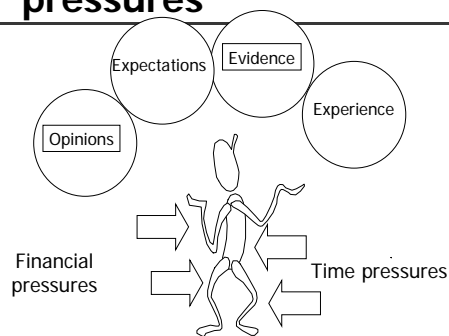 pressures
Expectations
Evidence
Experience
Opinions
Financial
pressures
Time pressures